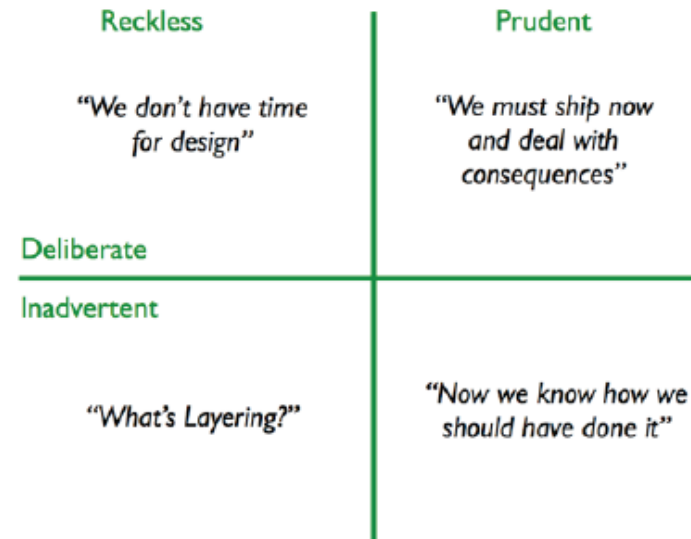 Reckless
Prudent
“We don’t have time
for design”
“We must ship now
and deal with
consequences”
Deliberate
Inadvertent
“What’s Layering?”
“Now we know how we
should have done it”